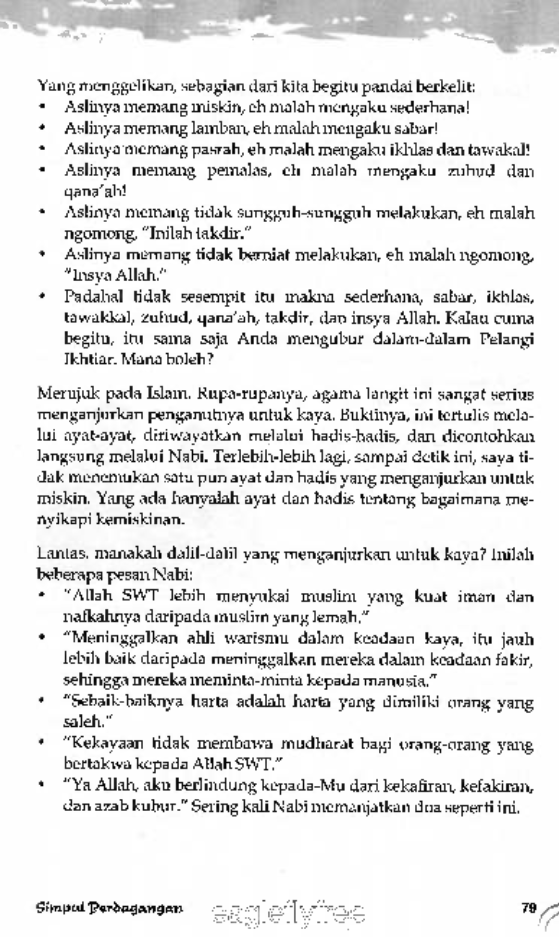 Yang menggelikan, sebagian dari kita begitu pandai berkelit:
• Aslinya memang miskin, eh malah mengaku sederhana!
• Aslinya memang lamban, eh malah mengaku sabar!
• Aslinya memang pasrah, eh malah mengaku ikhlas dan tawakal!
• Aslinya memang pemalas, eh malah mengaku zuhud dan
qana'ah!
• Aslinya memang tidak sungguh-sungguh melakukan, eh malah
ngomong, "Inilah takdir."
• Aslinya memang tidak berniat melakukan, eh malah ngomong,
"Insya Allah."
• Padahal tidak sesempit itu makna sederhana, sabar, ikhlas,
tawakkal, zuhud, qana'ah, takdir, dan insya Allah. Kalau cuma
begitu, itu sama saja Anda mengubur dalam-dalam Pelangi
Ikhtiar. Mana boleh?
Merujuk pada Islam. Rupa-rupanya, agama langit ini sangat serius
menganjurkan penganutnya untuk kaya. Buktinya, ini tertulis mela-
lui ayat-ayat, diriwayatkan melalui hadis-hadis, dan dicontohkan
langsung melalui Nabi. Terlebih-lebih lagi, sampai detik ini, saya ti-
dak menemukan satu pun ayat dan hadis yang menganjurkan untuk
miskin. Yang ada hanyalah ayat dan hadis tentang bagaimana me-
nyikapi kemiskinan.
Lantas, manakah dalil-dalil yang menganjurkan untuk kaya? Inilah
beberapa pesan Nabi:
• "Allah SWT lebih menyukai muslim yang kuat iman dan
nafkahnya daripada muslim yang lemah."
• "Meninggalkan ahli warismu dalam keadaan kaya, itu jauh
lebih baik daripada meninggalkan mereka dalam keadaan fakir,
sehingga mereka meminta-minta kepada manusia."
• "Sebaik-baiknya harta adalah harta yang dimiliki orang yang
saleh."
• "Kekayaan tidak membawa mudharat bagi orang-orang yang
bertakwa kepada Allah SWT."
• "Ya Allah, aku berlindung kepada-Mu dari kekafiran, kefakiran,
dan azab kubur." Sering kali Nabi memanjatkan doa seperti ini.
Simpul Perdagangan eagleflyfree 79